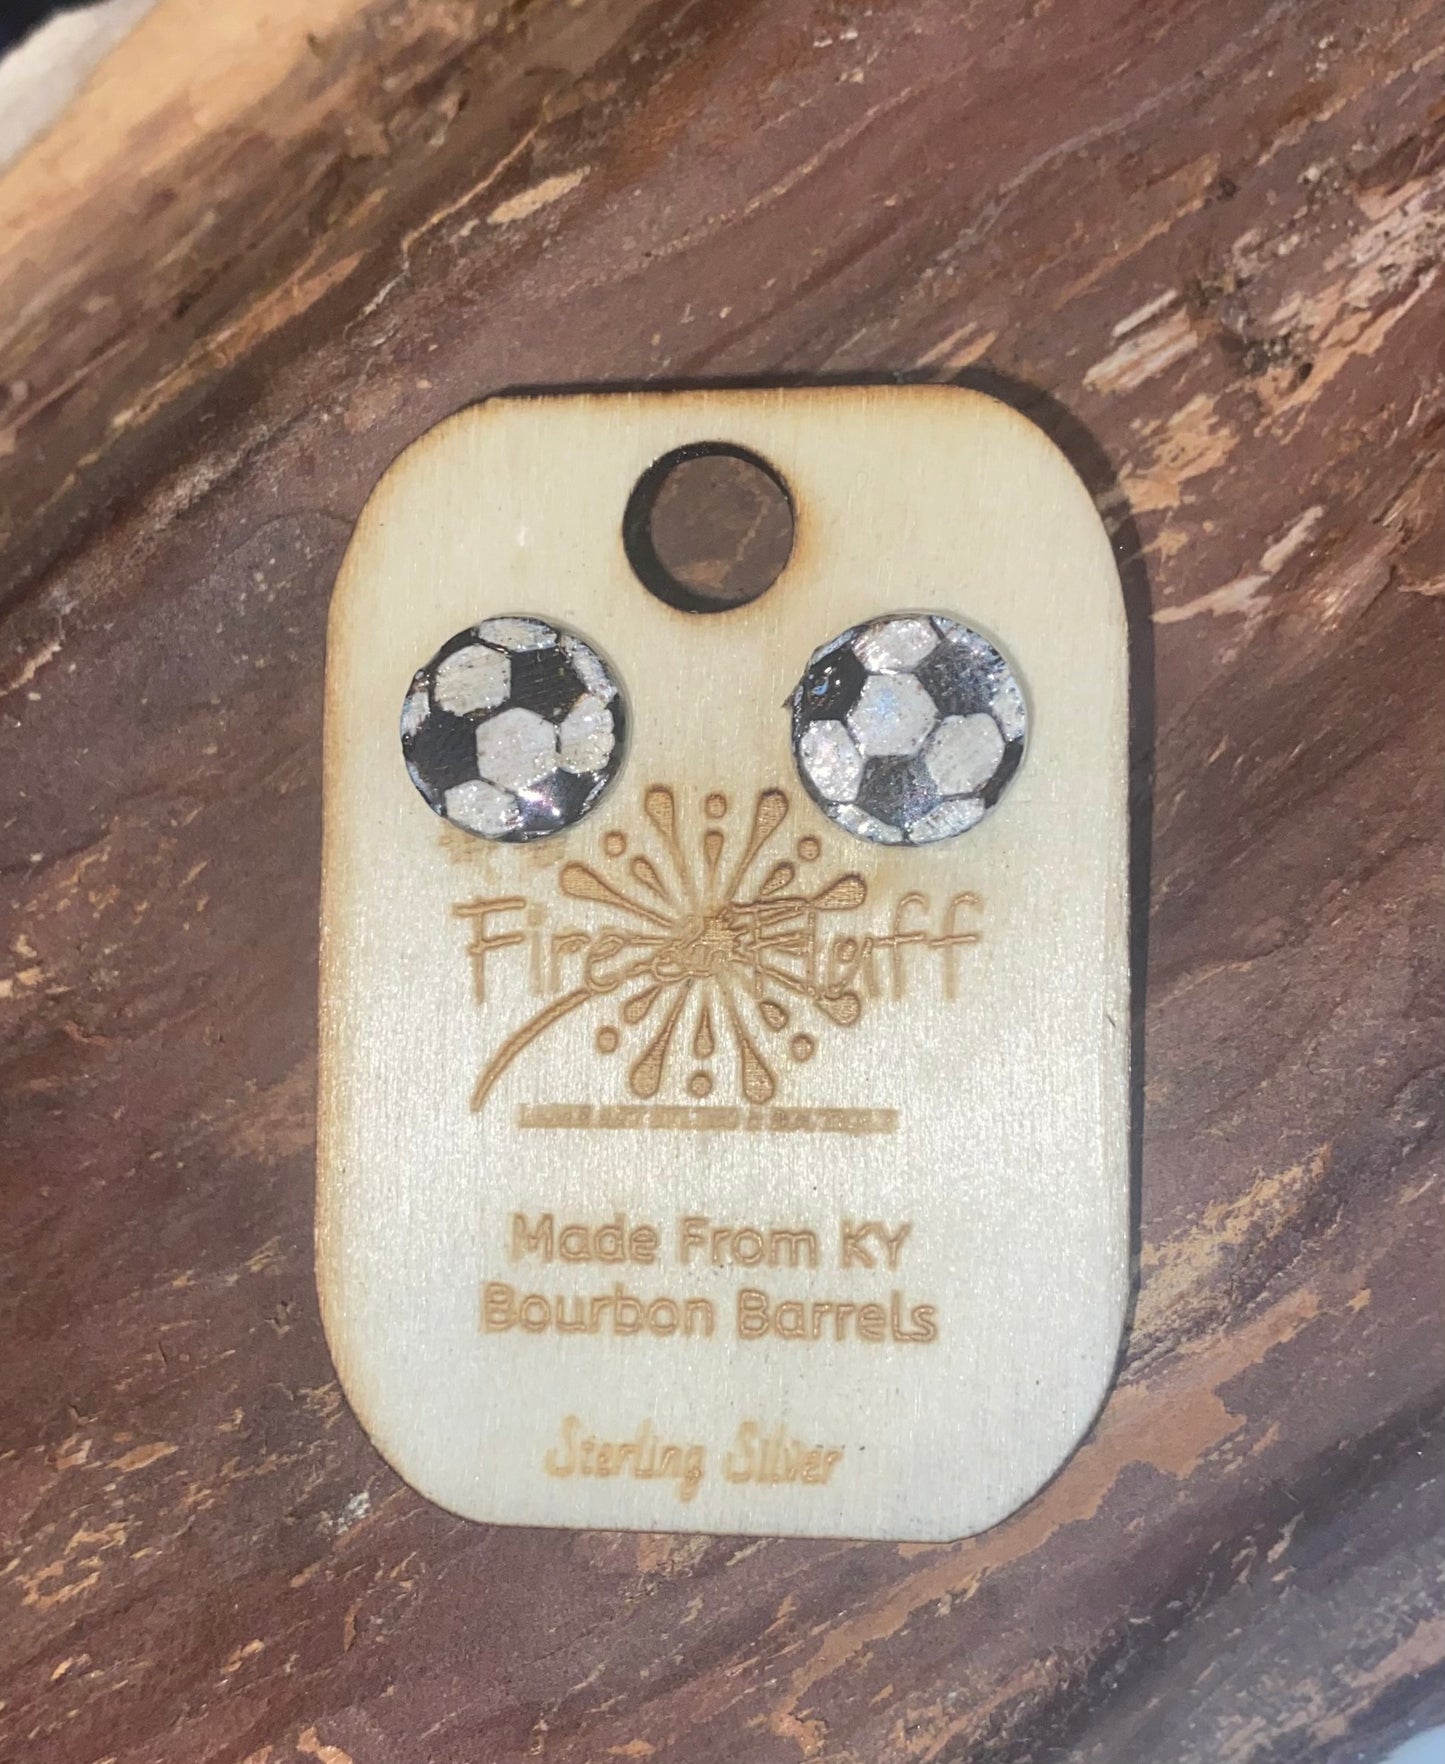 Fire & Fluff
Made From KY
Bourbon Barrels
Sterling Silver